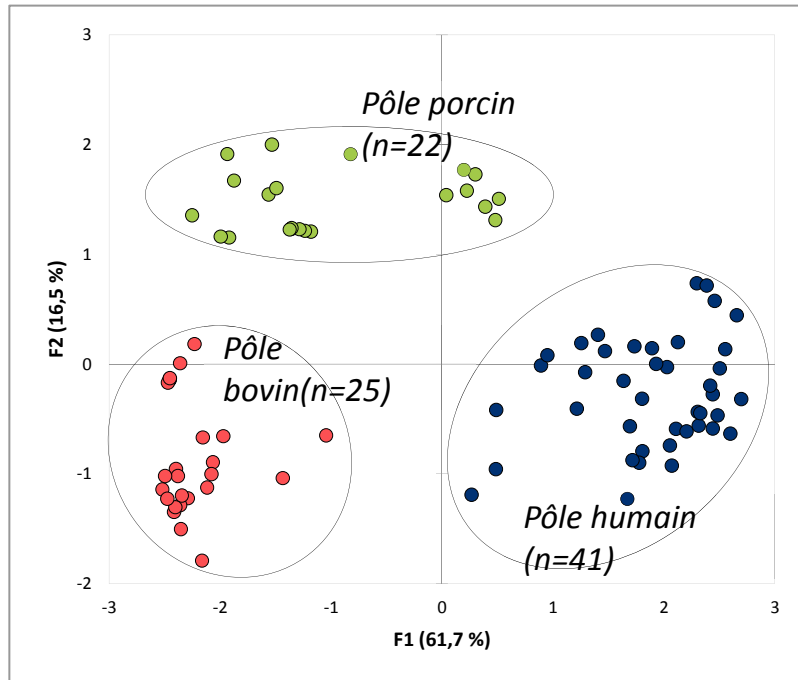 3
2
1
0
-1
-2
-3
-2
-1
0
1
2
3
F2 (16,5 %)
F1 (61,7 %)
Pôle porcin
(n=22)
Pôle
bovin(n=25)
Pôle humain
(n=41)